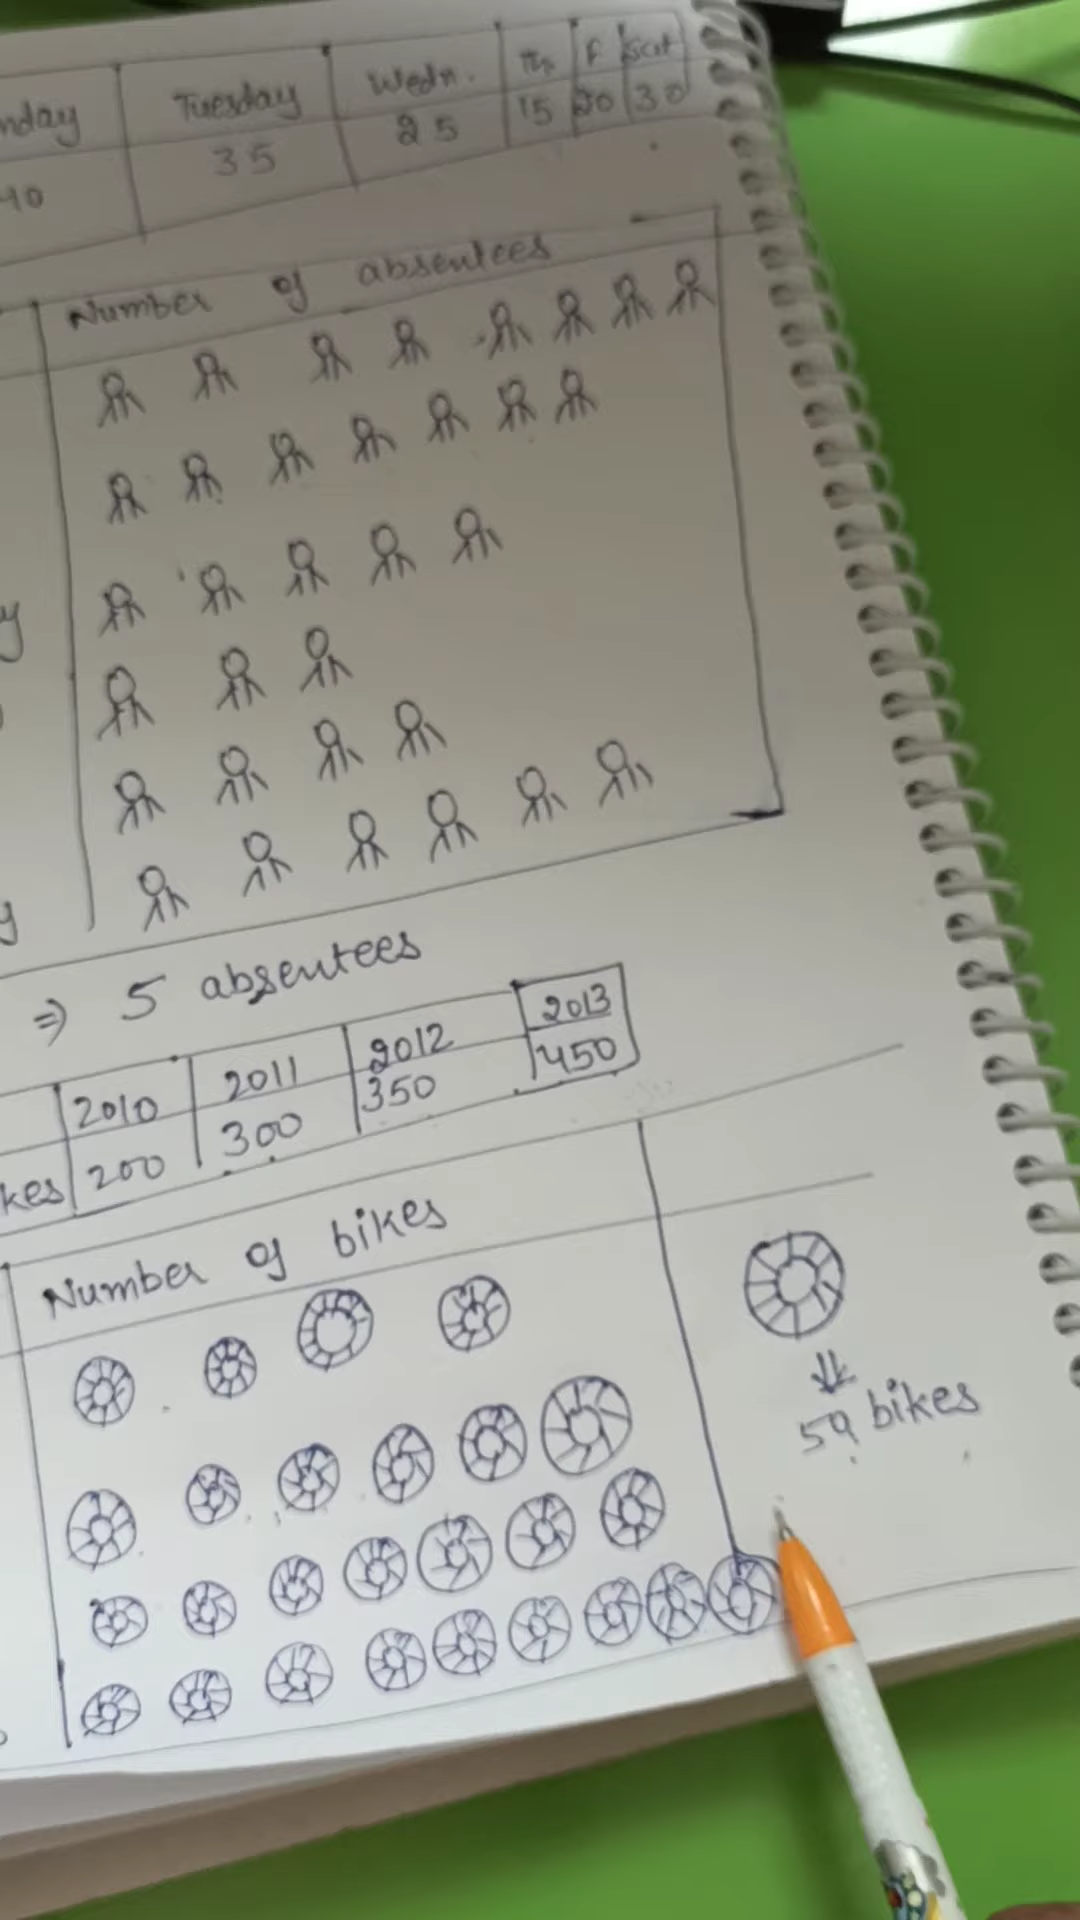 nday Tuesday Wedn. Th F Sat
40 35 25 15 20 30
Number of absentees
y
y
⇒ 5 absentees
2010 2011 2012 2013
kes 200 300 350 450
Number of bikes
50 bikes